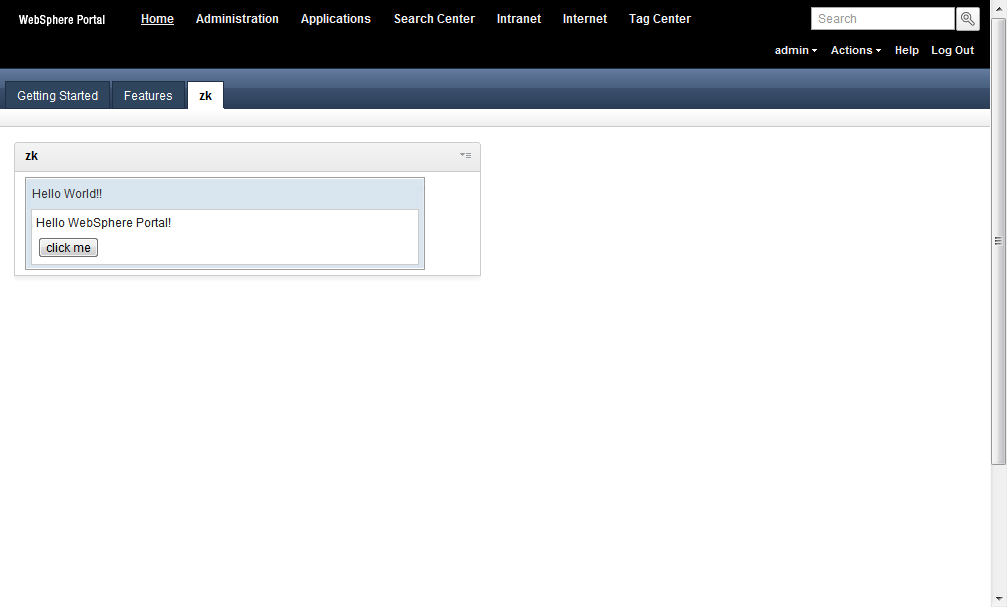 WebSphere Portal Home Administration Applications Search Center Intranet Internet Tag Center Search
admin Actions Help Log Out
Getting Started Features zk
zk
Hello World!!
Hello WebSphere Portal!
click me